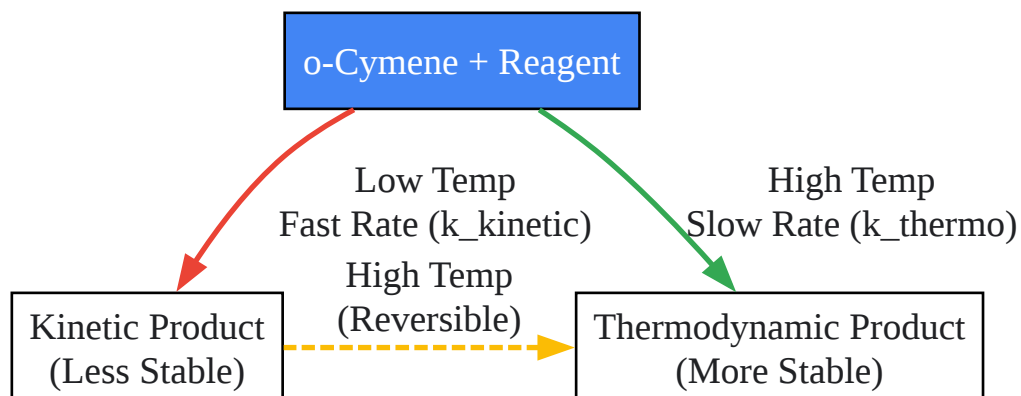 o-Cymene + Reagent
Low Temp
Fast Rate (k_kinetic)
High Temp
Slow Rate (k_thermo)
High Temp
(Reversible)
Kinetic Product
(Less Stable)
Thermodynamic Product
(More Stable)